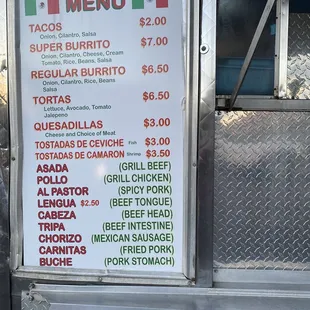 MENU
TACOS $2.00
Onion, Cilantro, Salsa
SUPER BURRITO $7.00
Onion, Cilantro, Cheese, Cream
Tomato, Rice, Beans, Salsa
REGULAR BURRITO $6.50
Onion, Cilantro, Rice, Beans
Salsa
TORTAS $6.50
Lettuce, Avocado, Tomato
Jalapeno
QUESADILLAS $3.00
Cheese and Choice of Meat
TOSTADAS DE CEVICHE Fish $3.00
TOSTADAS DE CAMARON Shrimp $3.50
ASADA (GRILL BEEF)
POLLO (GRILL CHICKEN)
AL PASTOR (SPICY PORK)
LENGUA $2.50 (BEEF TONGUE)
CABEZA (BEEF HEAD)
TRIPA (BEEF INTESTINE)
CHORIZO (MEXICAN SAUSAGE)
CARNITAS (FRIED PORK)
BUCHE (PORK STOMACH)